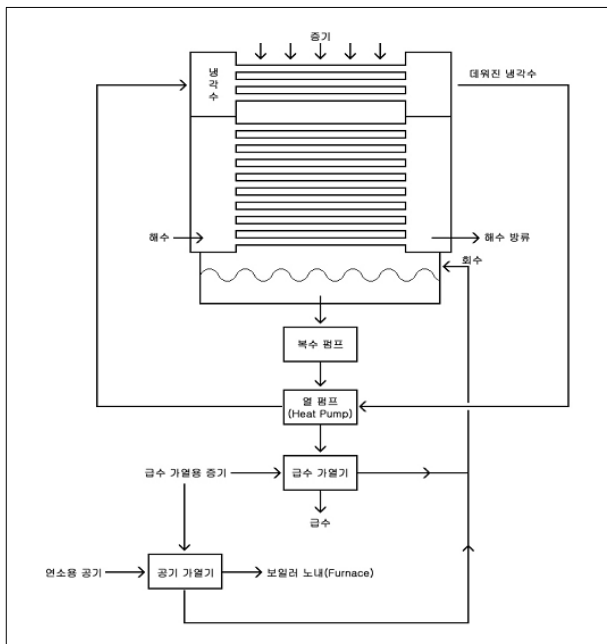 증기
냉
각
수
데워진 냉각수
해수
해수 방류
회수
복수 펌프
열 펌프
(Heat Pump)
급수 가열용 증기
급수 가열기
급수
연소용 공기
공기 가열기
보일러 노내(Furnace)